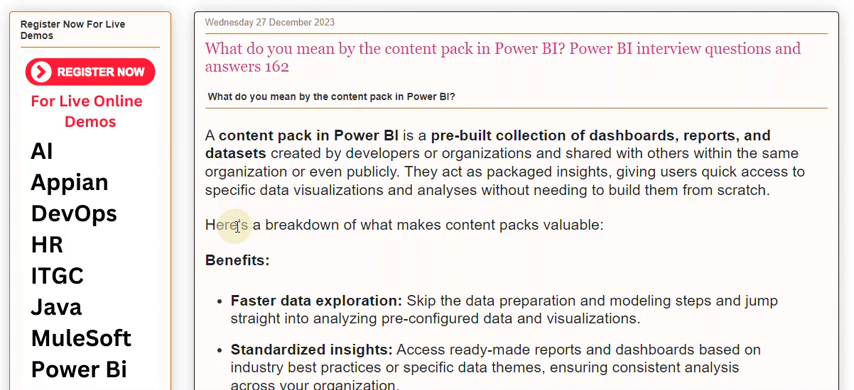 Register Now For Live
Demos
REGISTER NOW
For Live Online
Demos
AI
Appian
DevOps
HR
ITGC
Java
MuleSoft
Power Bi
Wednesday 27 December 2023
What do you mean by the content pack in Power BI? Power BI interview questions and
answers 162
What do you mean by the content pack in Power BI?
A content pack in Power BI is a pre-built collection of dashboards, reports, and
datasets created by developers or organizations and shared with others within the same
organization or even publicly. They act as packaged insights, giving users quick access to
specific data visualizations and analyses without needing to build them from scratch.
Here's a breakdown of what makes content packs valuable:
Benefits:
• Faster data exploration: Skip the data preparation and modeling steps and jump
straight into analyzing pre-configured data and visualizations.
• Standardized insights: Access ready-made reports and dashboards based on
industry best practices or specific data themes, ensuring consistent analysis
across your organization.